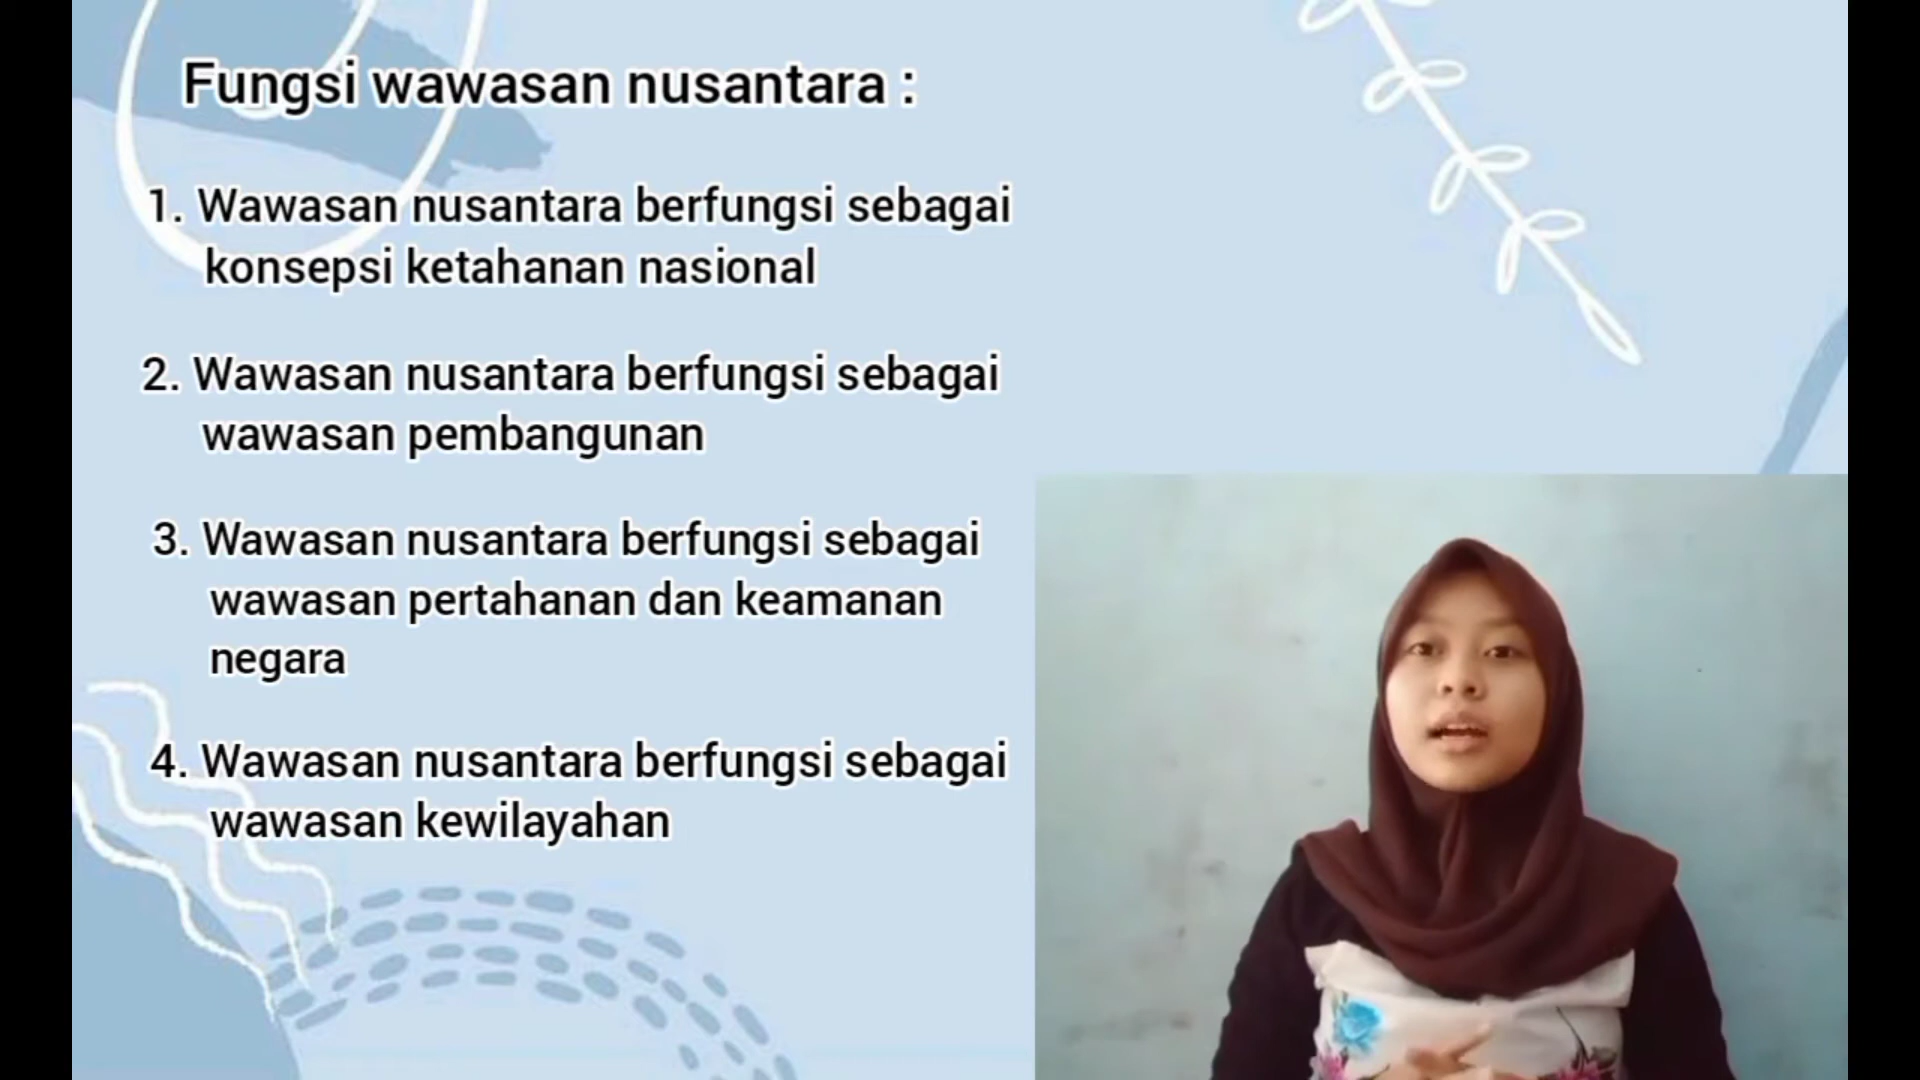 Fungsi wawasan nusantara :
1. Wawasan nusantara berfungsi sebagai
konsepsi ketahanan nasional
2. Wawasan nusantara berfungsi sebagai
wawasan pembangunan
3. Wawasan nusantara berfungsi sebagai
wawasan pertahanan dan keamanan
negara
4. Wawasan nusantara berfungsi sebagai
wawasan kewilayahan